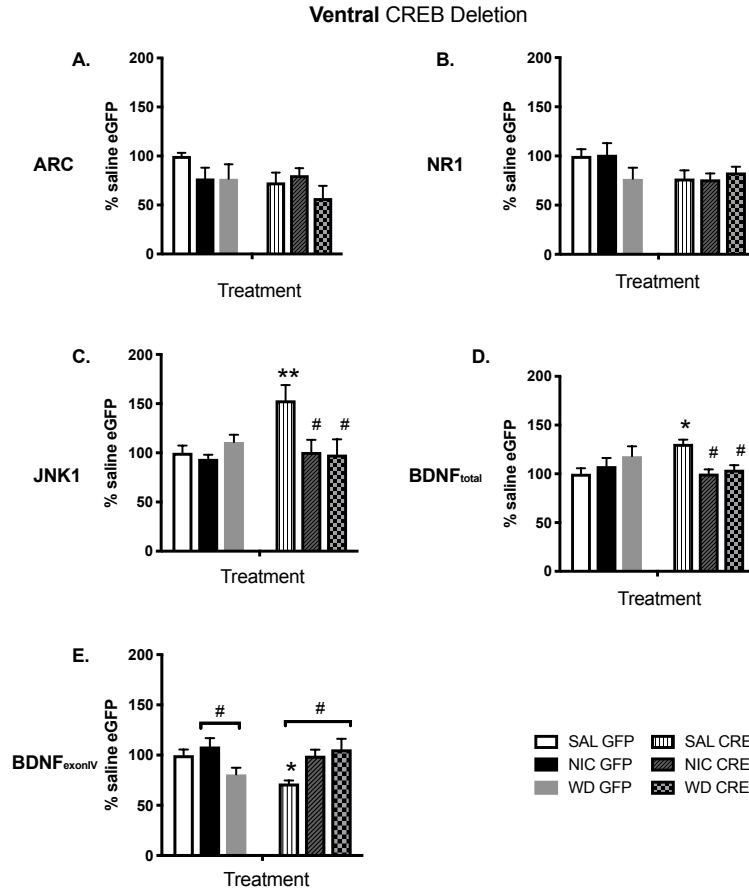 Ventral CREB Deletion
A.
ARC
% saline eGFP
200
150
100
50
0
Treatment
B.
NR1
% saline eGFP
200
150
100
50
0
Treatment
C.
JNK1
% saline eGFP
200
150
100
50
0
**
#
#
Treatment
D.
BDNFtotal
% saline eGFP
200
150
100
50
0
*
#
#
Treatment
E.
BDNFexonIV
% saline eGFP
200
150
100
50
0
#
#
*
Treatment
SAL GFP
SAL CRE
NIC GFP
NIC CRE
WD GFP
WD CRE